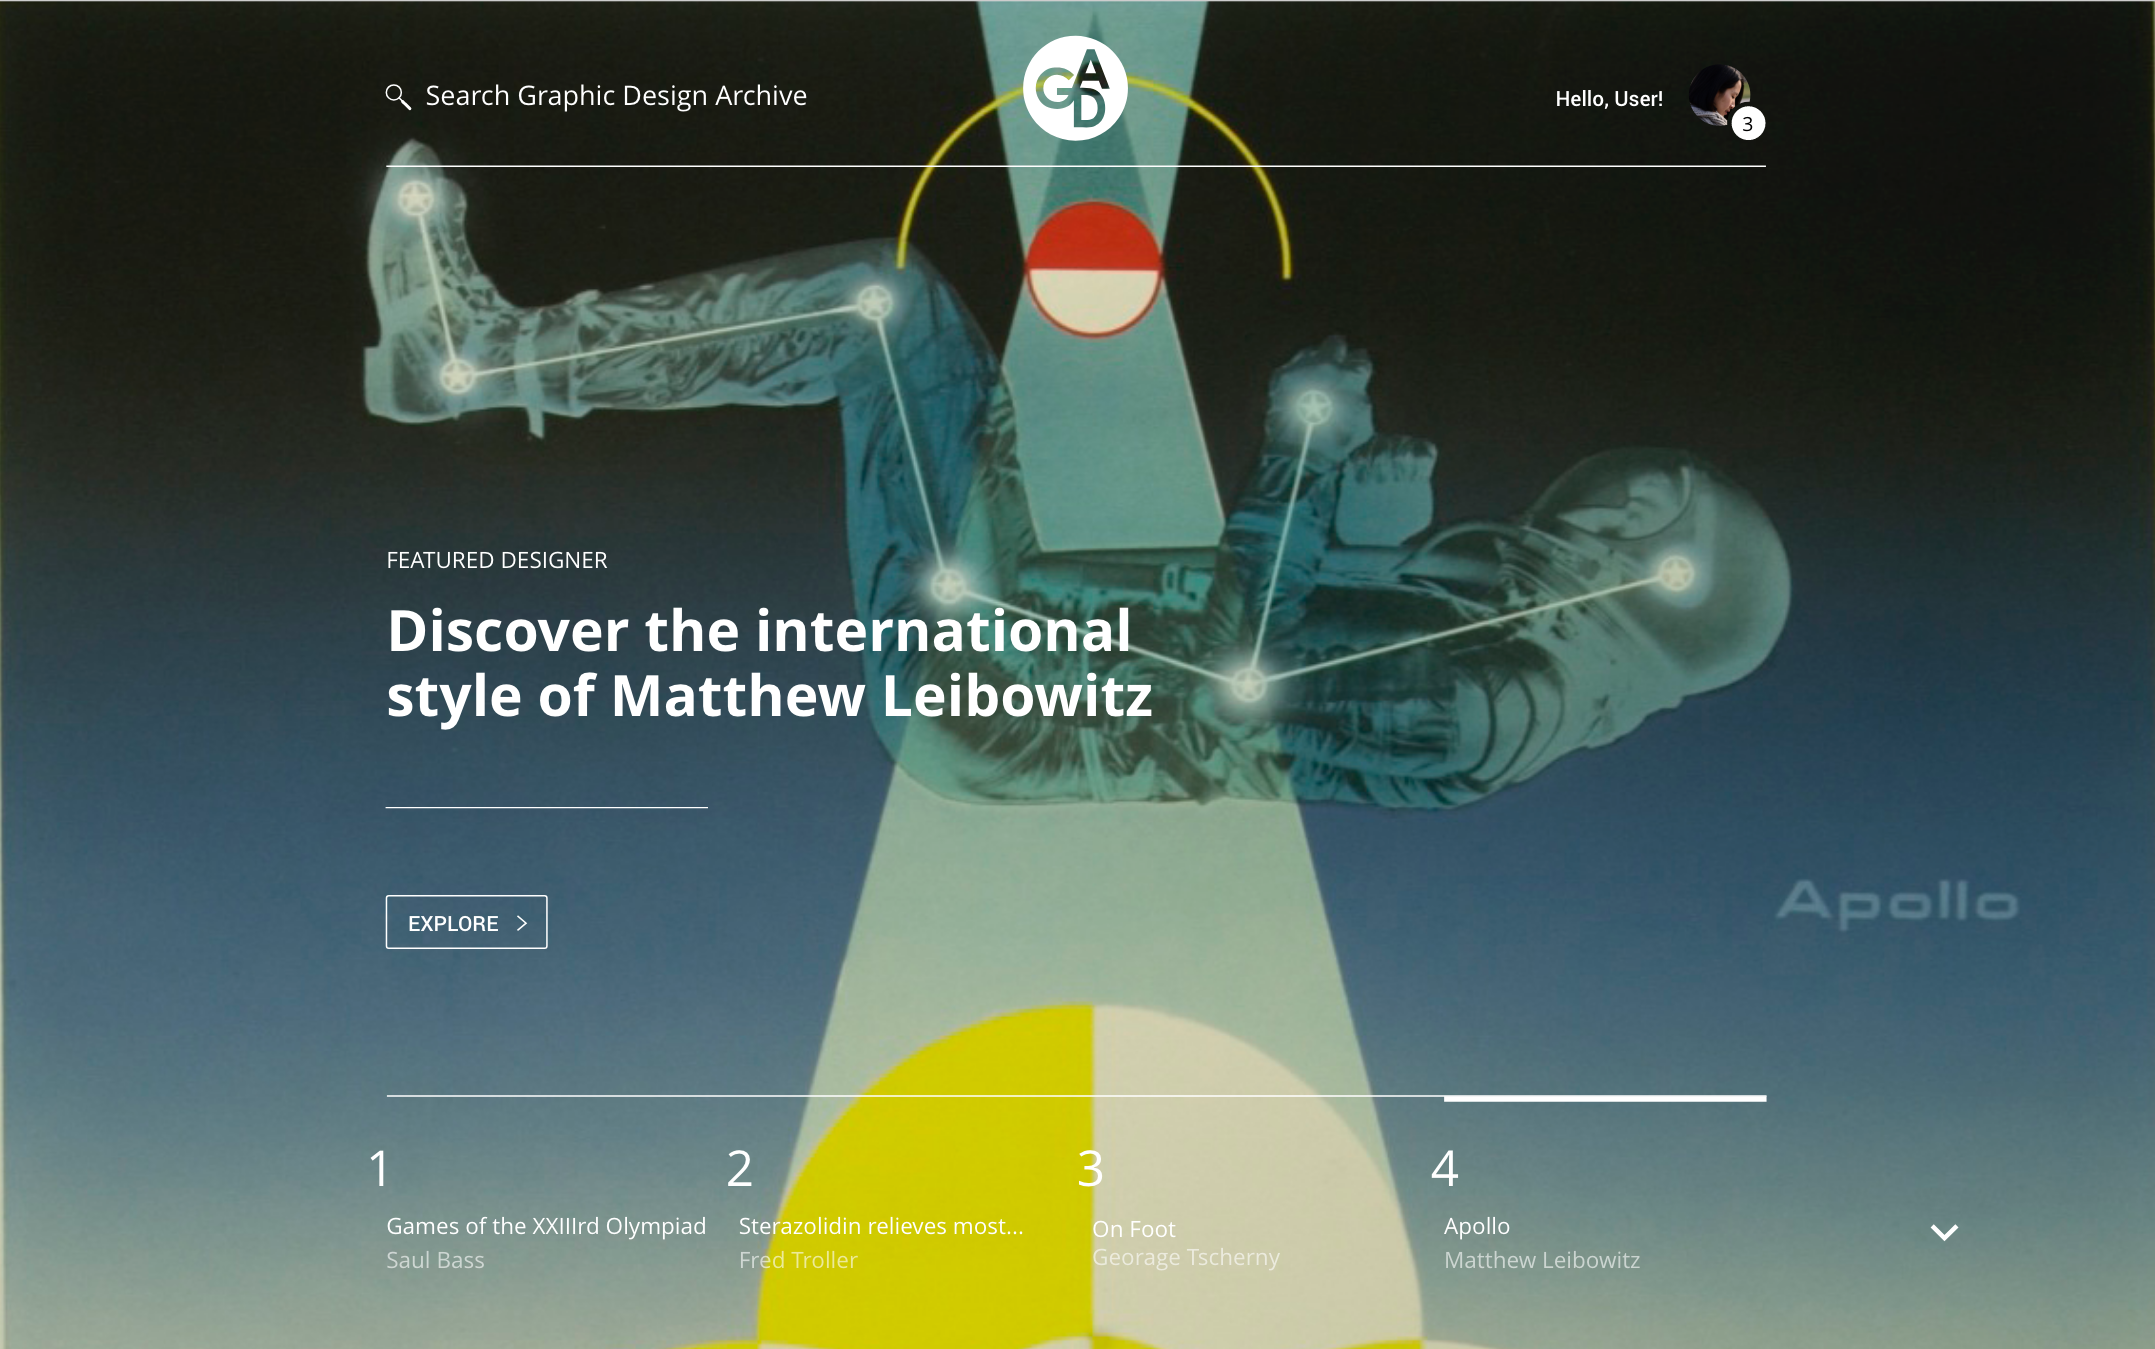 Search Graphic Design Archive
GAD
Hello, User!
3
FEATURED DESIGNER
Discover the international
style of Matthew Leibowitz
EXPLORE
Apollo
1
Games of the XXIIIrd Olympiad
Saul Bass
2
Sterazolidin relieves most...
Fred Troller
3
On Foot
Georage Tscherny
4
Apollo
Matthew Leibowitz